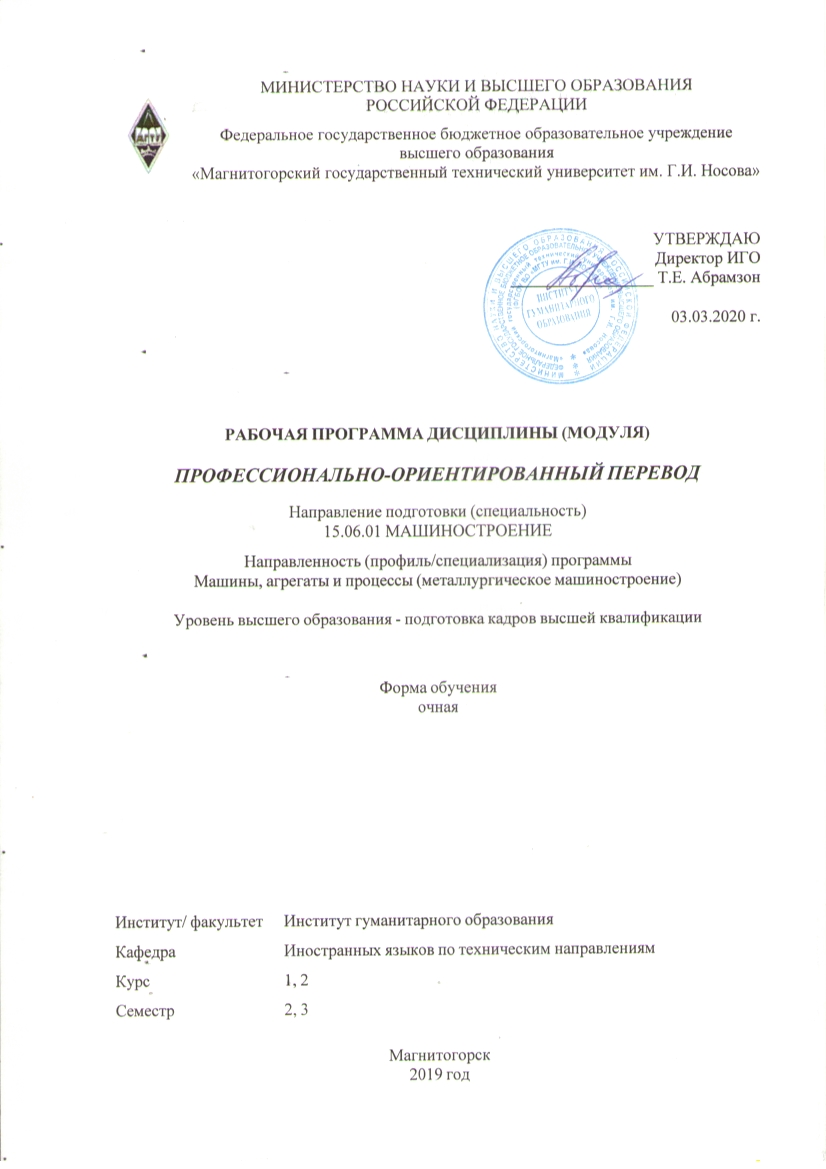 МИНИСТЕРСТВО НАУКИ И ВЫСШЕГО ОБРАЗОВАНИЯ
РОССИЙСКОЙ ФЕДЕРАЦИИ
Федеральное государственное бюджетное образовательное учреждение
высшего образования
«Магнитогорский государственный технический университет им. Г.И. Носова»
УТВЕРЖДАЮ
Директор ИГО
Т.Е. Абрамзон
03.03.2020 г.
ИНСТИТУТ
ГУМАНИТАРНОГО
ОБРАЗОВАНИЯ
РАБОЧАЯ ПРОГРАММА ДИСЦИПЛИНЫ (МОДУЛЯ)
ПРОФЕССИОНАЛЬНО-ОРИЕНТИРОВАННЫЙ ПЕРЕВОД
Направление подготовки (специальность)
15.06.01 МАШИНОСТРОЕНИЕ
Направленность (профиль/специализация) программы
Машины, агрегаты и процессы (металлургическое машиностроение)
Уровень высшего образования - подготовка кадров высшей квалификации
Форма обучения
очная
Институт/ факультет Институт гуманитарного образования
Кафедра Иностранных языков по техническим направлениям
Курс 1, 2
Семестр 2, 3
Магнитогорск
2019 год